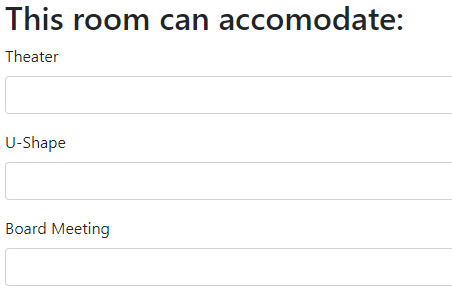 This room can accomodate:
Theater
U-Shape
Board Meeting